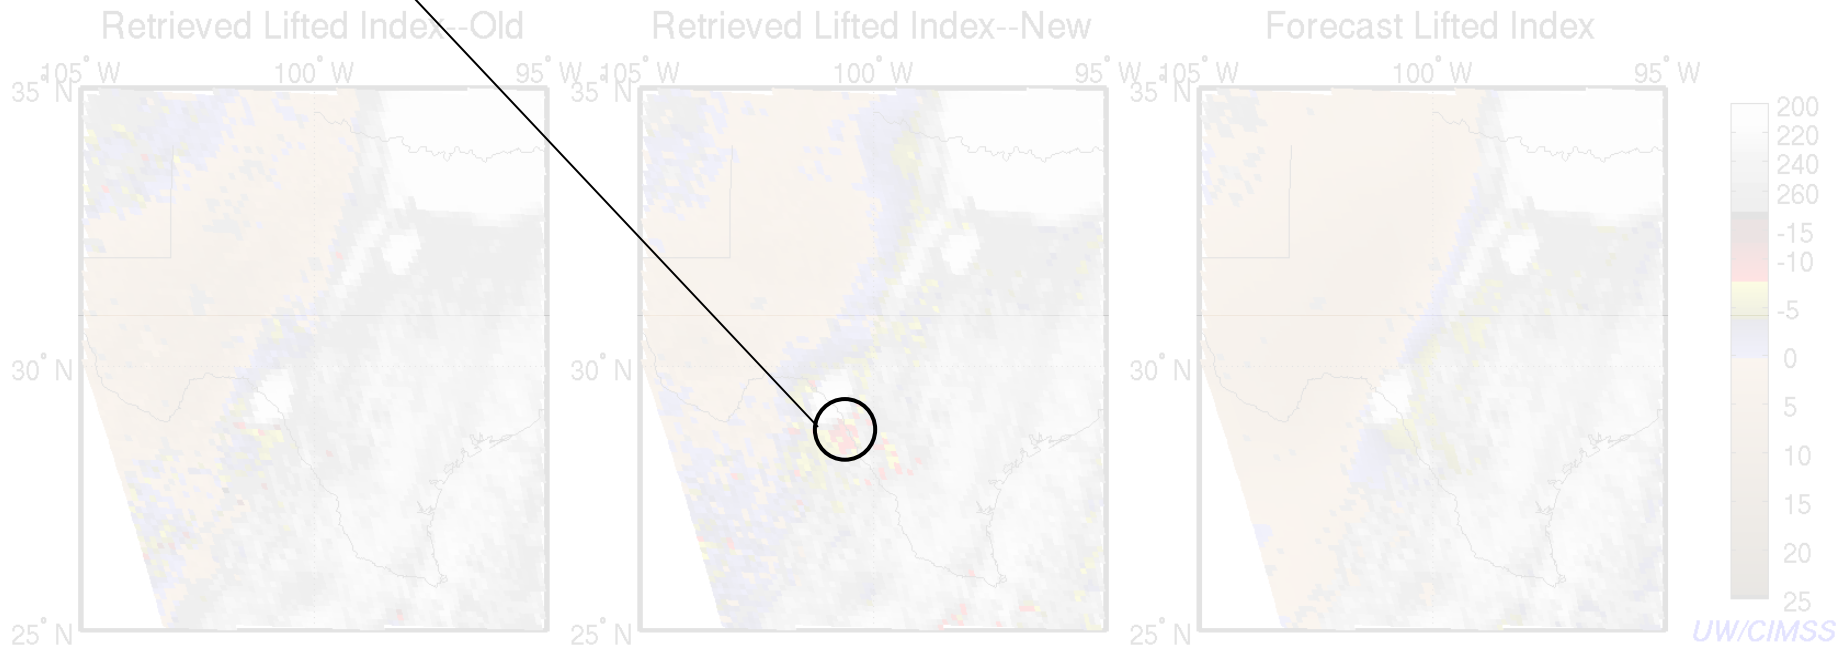 Retrieved Lifted Index--Old Retrieved Lifted Index--New Forecast Lifted Index
105° W 100° W 95° W 105° W 100° W 95° W 105° W 100° W 95° W
35° N 35° N 35° N
30° N 30° N 30° N
25° N 25° N 25° N
200
220
240
260
-15
-10
-5
0
5
10
15
20
25
UW/CIMSS